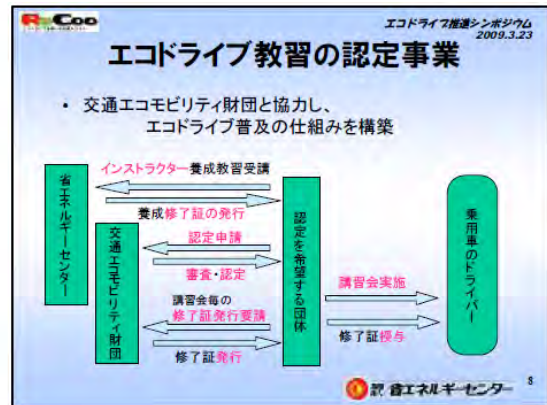 ReCoo
エコドライブ推進シンポジウム
2009.3.23
エコドライブ教習の認定事業
• 交通エコモビリティ財団と協力し、
エコドライブ普及の仕組みを構築
省エネルギーセンター
交通エコモビリティ財団
インストラクター養成教習受講
養成修了証の発行
認定申請
審査・認定
講習会毎の
修了証発行要請
修了証発行
認定を希望する団体
講習会実施
修了証授与
乗用車のドライバー
省エネルギーセンター
8